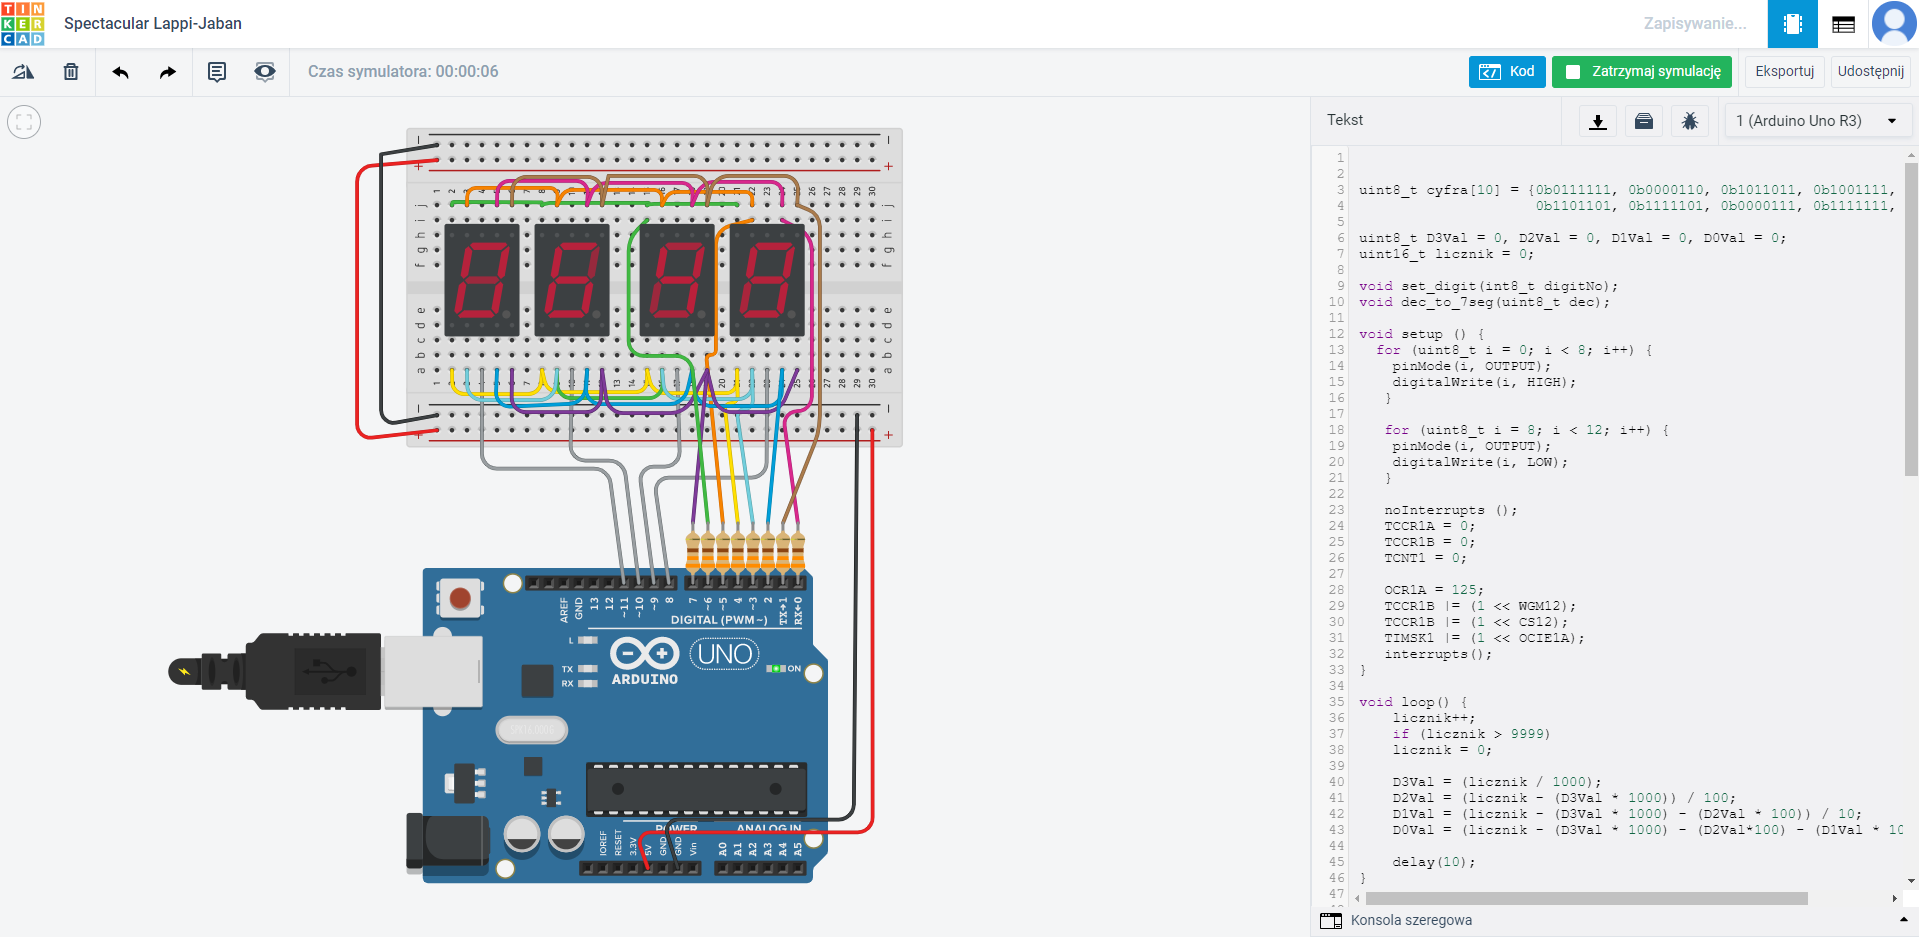 TIN
KER
CAD
Spectacular Lappi-Jaban
Zapisywanie...
Czas symulatora: 00:00:06
Kod
Zatrzymaj symulację
Eksportuj
Udostępnij
Tekst
1 (Arduino Uno R3)
1
2
3 uint8_t cyfra[10] = {0b0111111, 0b0000110, 0b1011011, 0b1001111,
4 0b1101101, 0b1111101, 0b0000111, 0b1111111,
5
6 uint8_t D3Val = 0, D2Val = 0, D1Val = 0, D0Val = 0;
7 uint16_t licznik = 0;
8
9 void set_digit(int8_t digitNo);
10 void dec_to_7seg(uint8_t dec);
11
12 void setup () {
13 for (uint8_t i = 0; i < 8; i++) {
14 pinMode(i, OUTPUT);
15 digitalWrite(i, HIGH);
16 }
17
18 for (uint8_t i = 8; i < 12; i++) {
19 pinMode(i, OUTPUT);
20 digitalWrite(i, LOW);
21 }
22
23 noInterrupts ();
24 TCCR1A = 0;
25 TCCR1B = 0;
26 TCNT1 = 0;
27
28 OCR1A = 125;
29 TCCR1B |= (1 << WGM12);
30 TCCR1B |= (1 << CS12);
31 TIMSK1 |= (1 << OCIE1A);
32 interrupts();
33 }
34
35 void loop() {
36 licznik++;
37 if (licznik > 9999)
38 licznik = 0;
39
40 D3Val = (licznik / 1000);
41 D2Val = (licznik - (D3Val * 1000)) / 100;
42 D1Val = (licznik - (D3Val * 1000) - (D2Val * 100)) / 10;
43 D0Val = (licznik - (D3Val * 1000) - (D2Val*100) - (D1Val * 10
44
45 delay(10);
46 }
47
Konsola szeregowa
AREF
GND
13
12
~11
~10
~9
8
7
~6
~5
4
~3
2
TX→1
RX←0
DIGITAL (PWM~)
L
TX
RX
UNO
ARDUINO
ON
POWER
ANALOG IN
IOREF
RESET
3.3V
5V
GND
GND
Vin
A0
A1
A2
A3
A4
A5